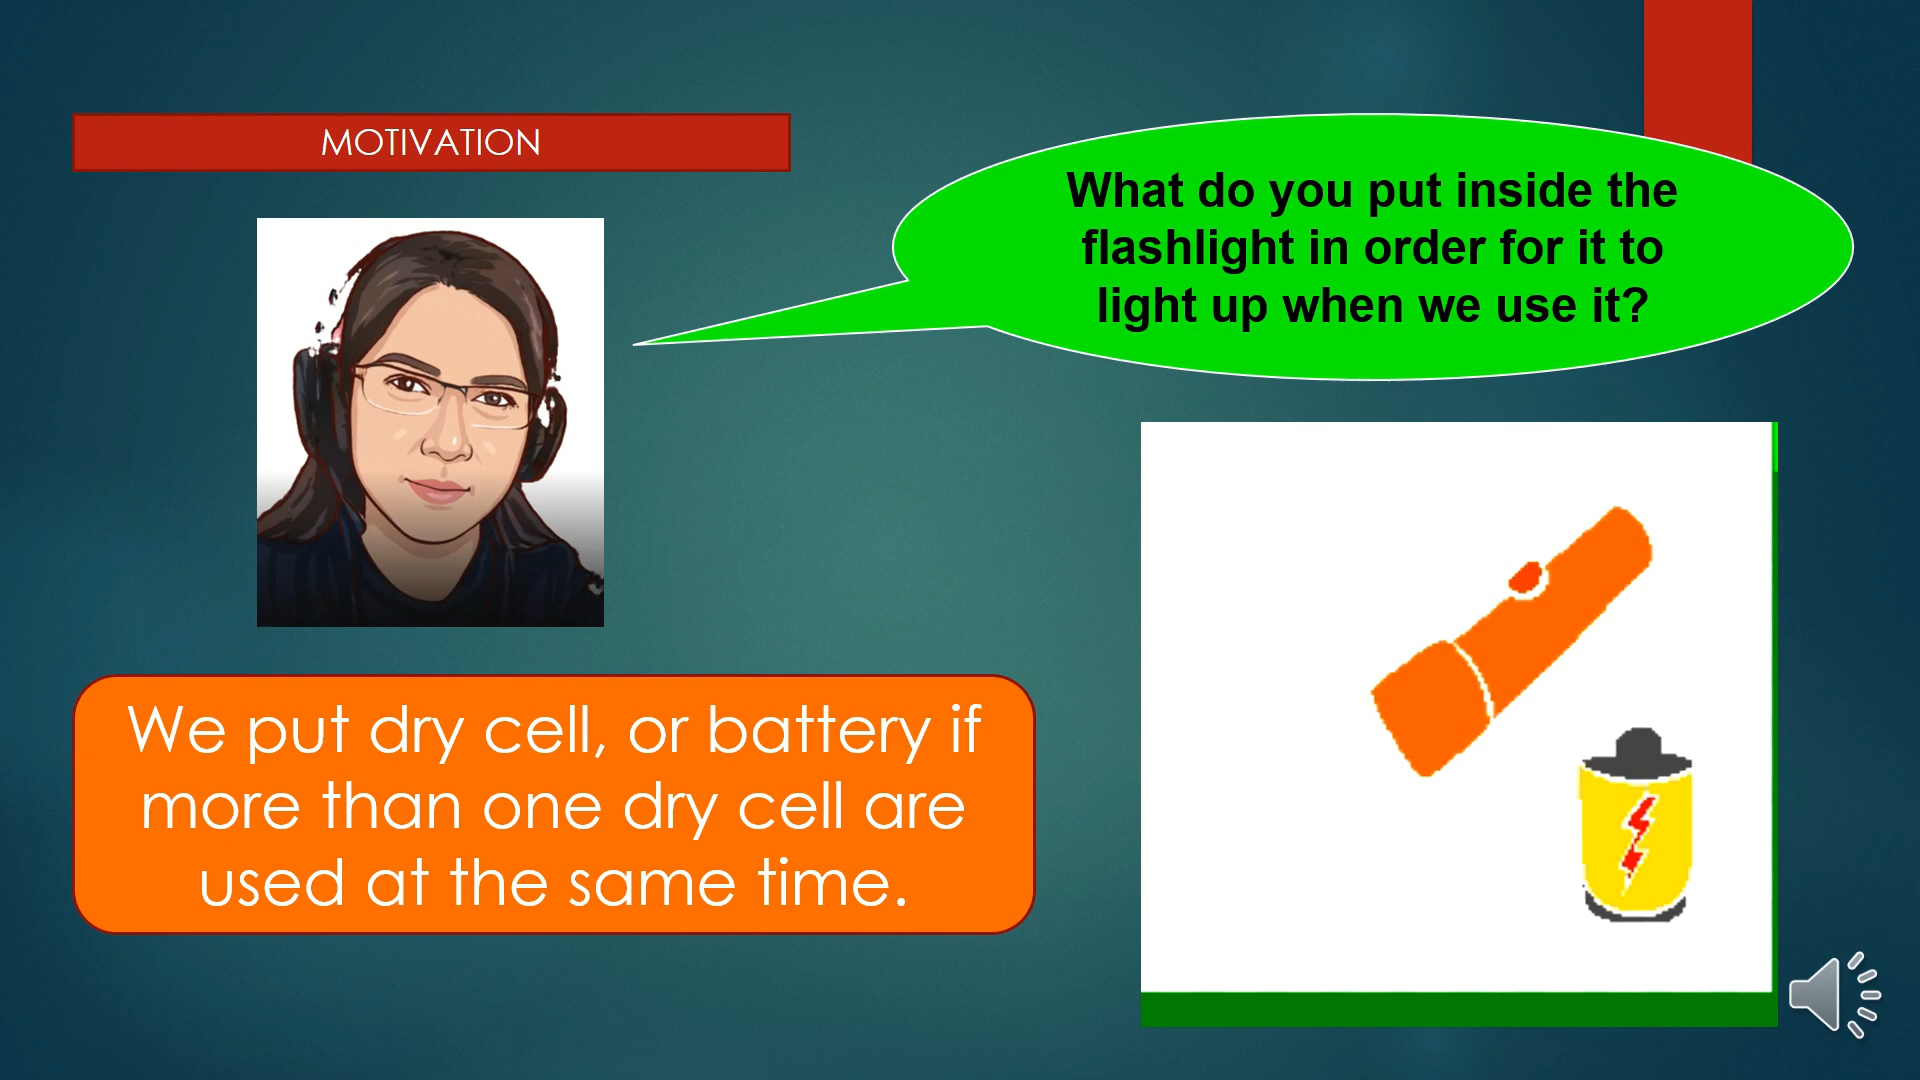 MOTIVATION
What do you put inside the
flashlight in order for it to
light up when we use it?
We put dry cell, or battery if
more than one dry cell are
used at the same time.